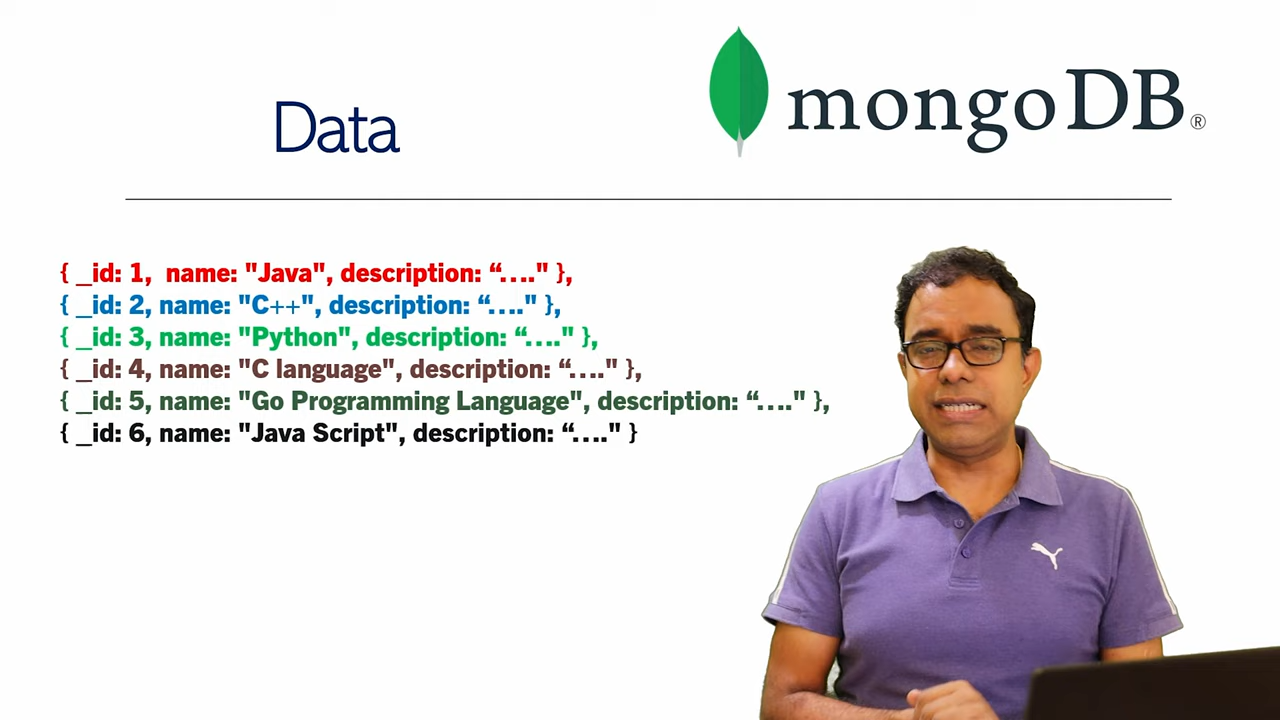 Data
mongoDB®
{ _id: 1,  name: "Java", description: “...." },
{ _id: 2, name: "C++", description: “...." },
{ _id: 3, name: "Python", description: “...." },
{ _id: 4, name: "C language", description: “...." },
{ _id: 5, name: "Go Programming Language", description: “...." },
{ _id: 6, name: "Java Script", description: “...." }